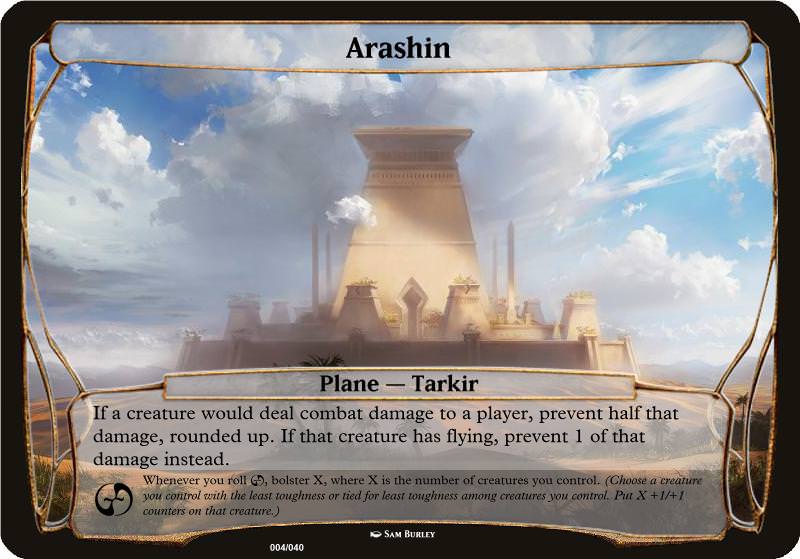 Arashin
Plane — Tarkir
If a creature would deal combat damage to a player, prevent half that
damage, rounded up. If that creature has flying, prevent 1 of that
damage instead.
Whenever you roll , bolster X, where X is the number of creatures you control. (Choose a creature
you control with the least toughness or tied for least toughness among creatures you control. Put X +1/+1
counters on that creature.)
Sam Burley
004/040